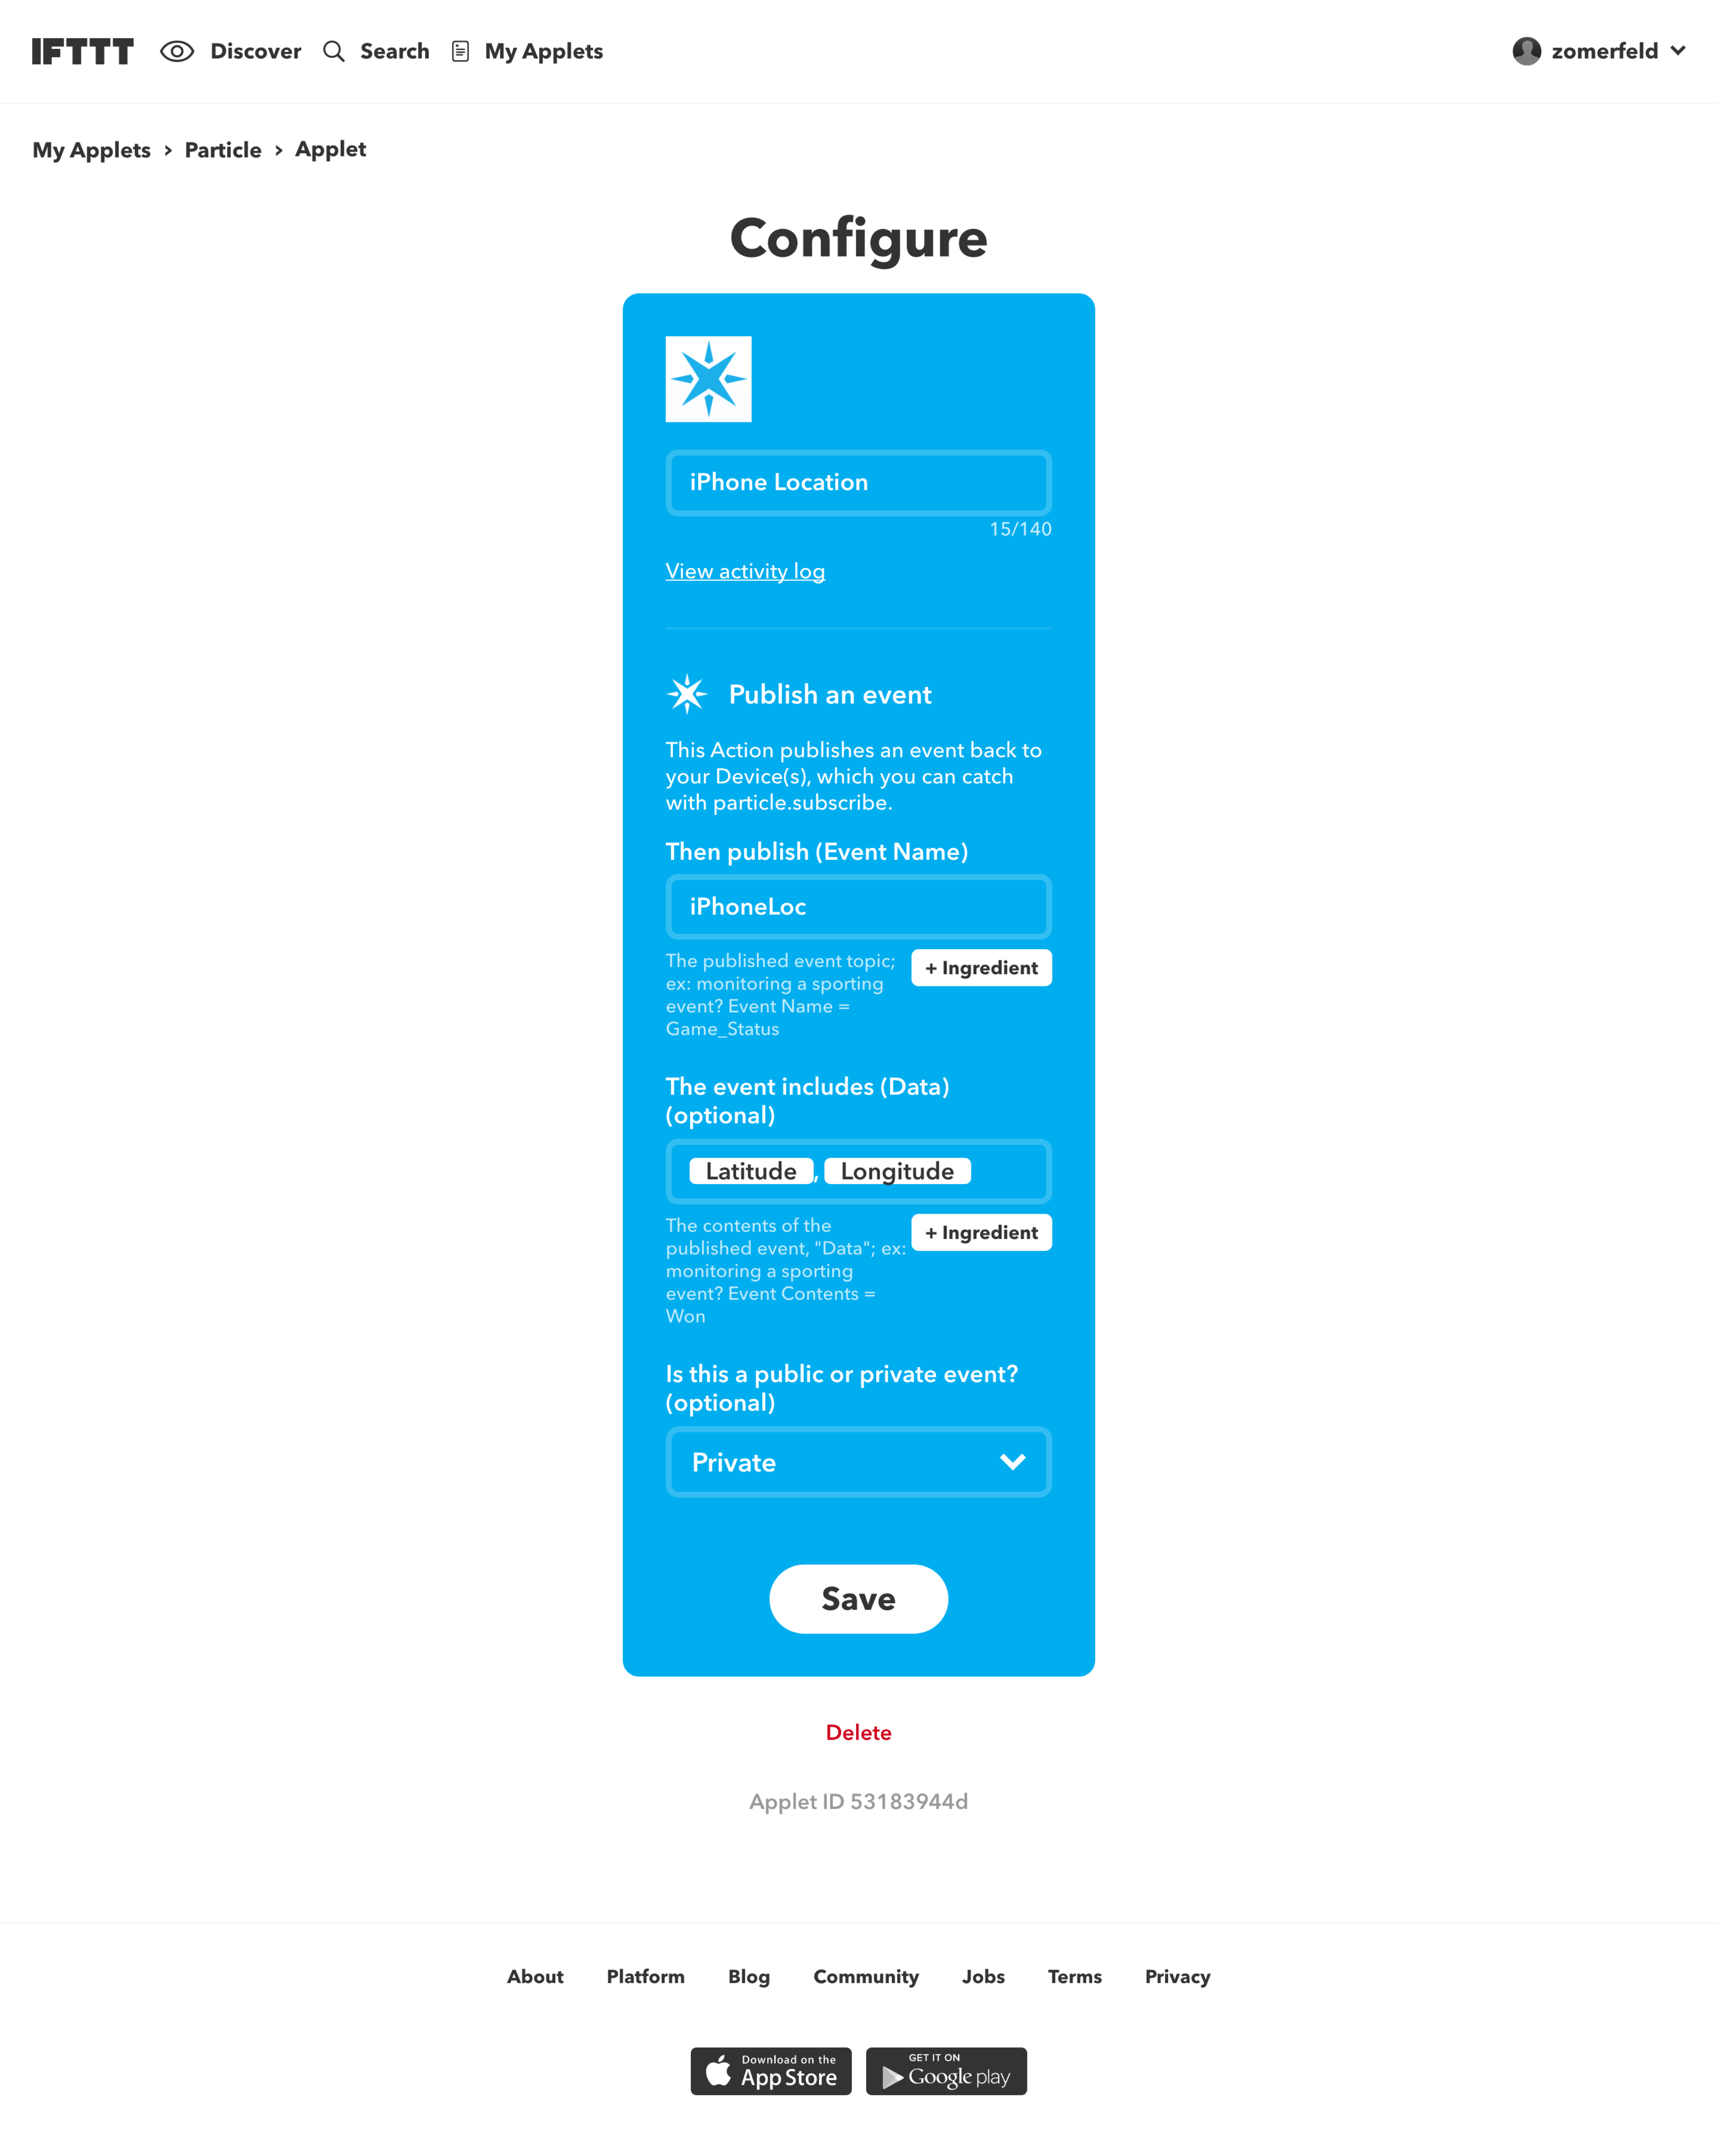 IFTTT Discover Search My Applets zomerfeld
My Applets > Particle > Applet
Configure
iPhone Location
15/140
View activity log
Publish an event
This Action publishes an event back to
your Device(s), which you can catch
with particle.subscribe.
Then publish (Event Name)
iPhoneLoc
The published event topic;
ex: monitoring a sporting
event? Event Name =
Game_Status
+ Ingredient
The event includes (Data)
(optional)
Latitude , Longitude
The contents of the
published event, "Data"; ex:
monitoring a sporting
event? Event Contents =
Won
+ Ingredient
Is this a public or private event?
(optional)
Private
Save
Delete
Applet ID 53183944d
About Platform Blog Community Jobs Terms Privacy
Download on the
App Store
GET IT ON
Google play